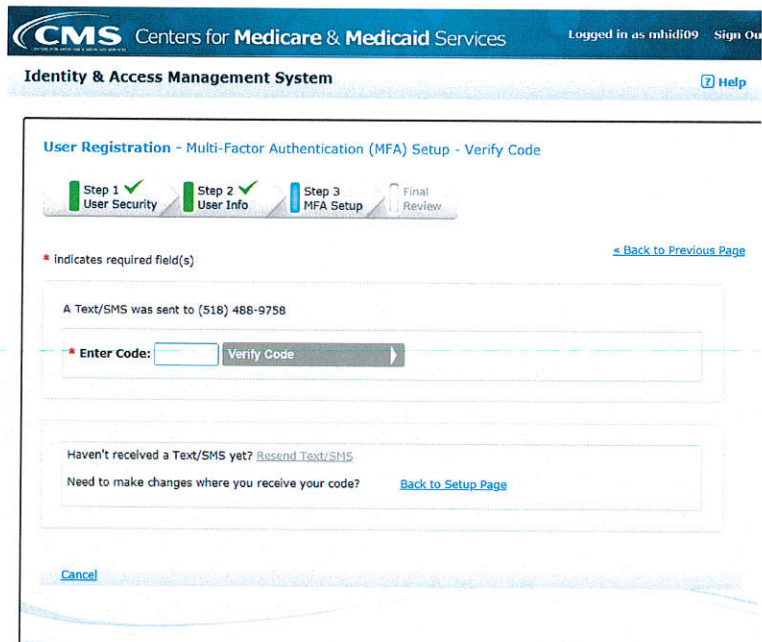 CMS Centers for Medicare & Medicaid Services
Logged in as mhidi09 Sign Ou
Identity & Access Management System
? Help
User Registration - Multi-Factor Authentication (MFA) Setup - Verify Code
Step 1 User Security
Step 2 User Info
Step 3 MFA Setup
Final Review
« Back to Previous Page
* indicates required field(s)
A Text/SMS was sent to (518) 488-9758
* Enter Code: Verify Code
Haven't received a Text/SMS yet? Resend Text/SMS
Need to make changes where you receive your code? Back to Setup Page
Cancel